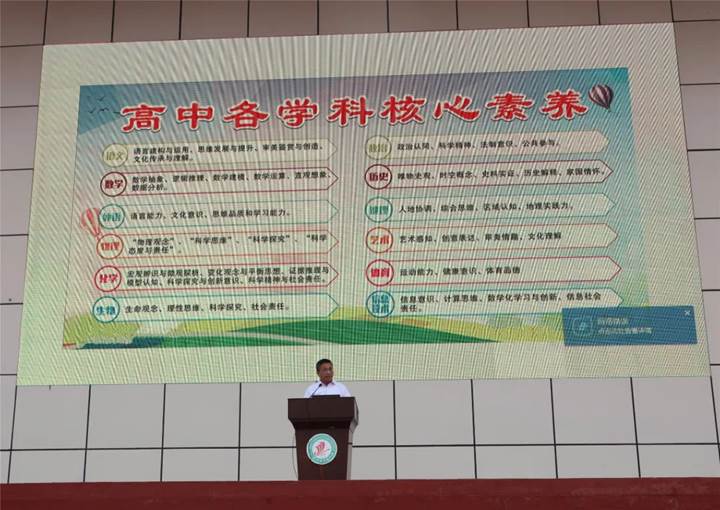 高中各学科核心素养
语文
语言建构与运用、思维发展与提升、审美鉴赏与创造、
文化传承与理解。
数学
数学抽象、逻辑推理、数学建模、数学运算、直观想象、
数据分析。
外语
语言能力、文化意识、思维品质和学习能力。
物理
“物理观念”、“科学思维”、“科学探究”、“科学
态度与责任”。
化学
宏观辨识与微观探析、变化观念与平衡思想、证据推理与
模型认知、科学探究与创新意识、科学精神与社会责任。
生物
生命观念、理性思维、科学探究、社会责任。
政治
政治认同、科学精神、法制意识、公共参与。
历史
唯物史观、时空概念、史料实证、历史解释、家国情怀。
地理
人地协调、综合思维、区域认知、地理实践力。
艺术
艺术感知、创意表达、审美情趣、文化理解
体育
运动能力、健康意识、体育品德
信息
技术
信息意识、计算思维、数字化学习与创新、信息社会
责任。